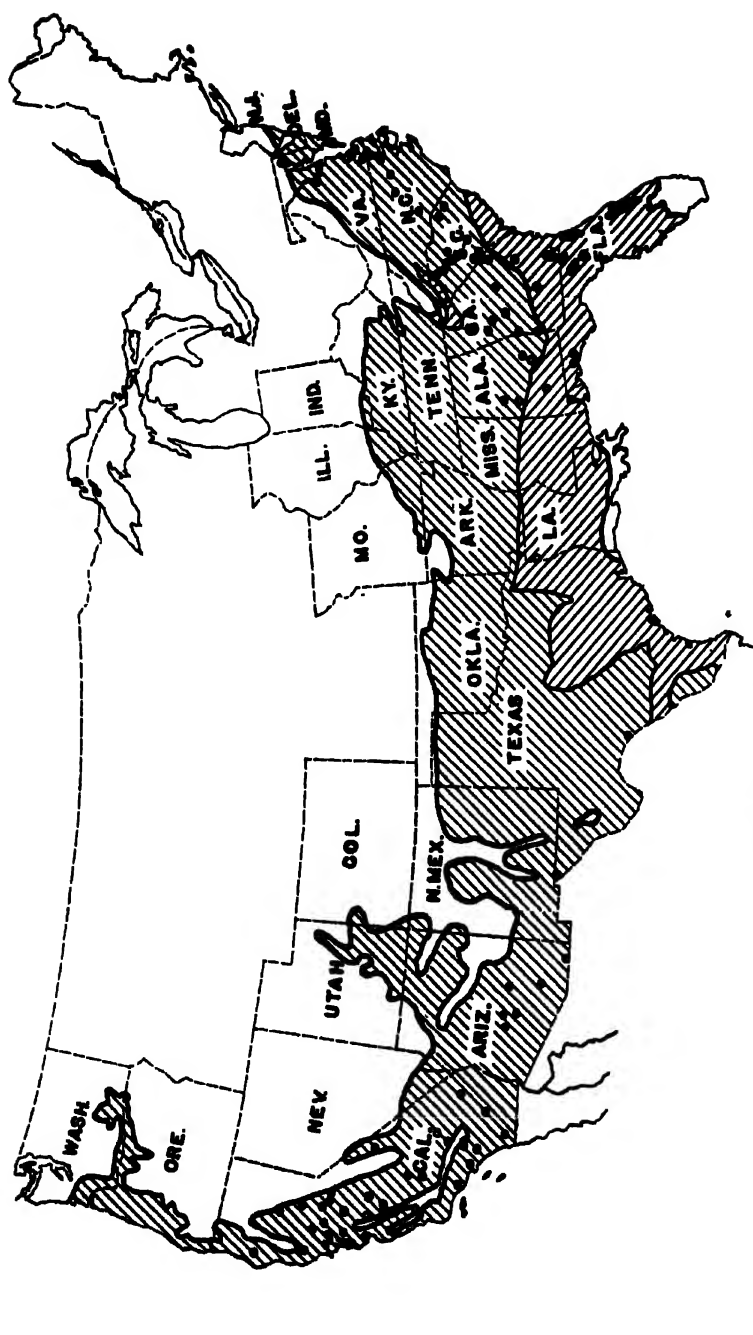 WASH.
ORE.
NEV.
UTAH
COL.
CAL.
ARIZ.
N.MEX.
TEXAS
OKLA.
MO.
ILL.
IND.
ARK.
LA.
KY.
TENN.
MISS.
ALA.
GA.
FLA.
N.C.
VA.
N.J.
DEL.
MD.